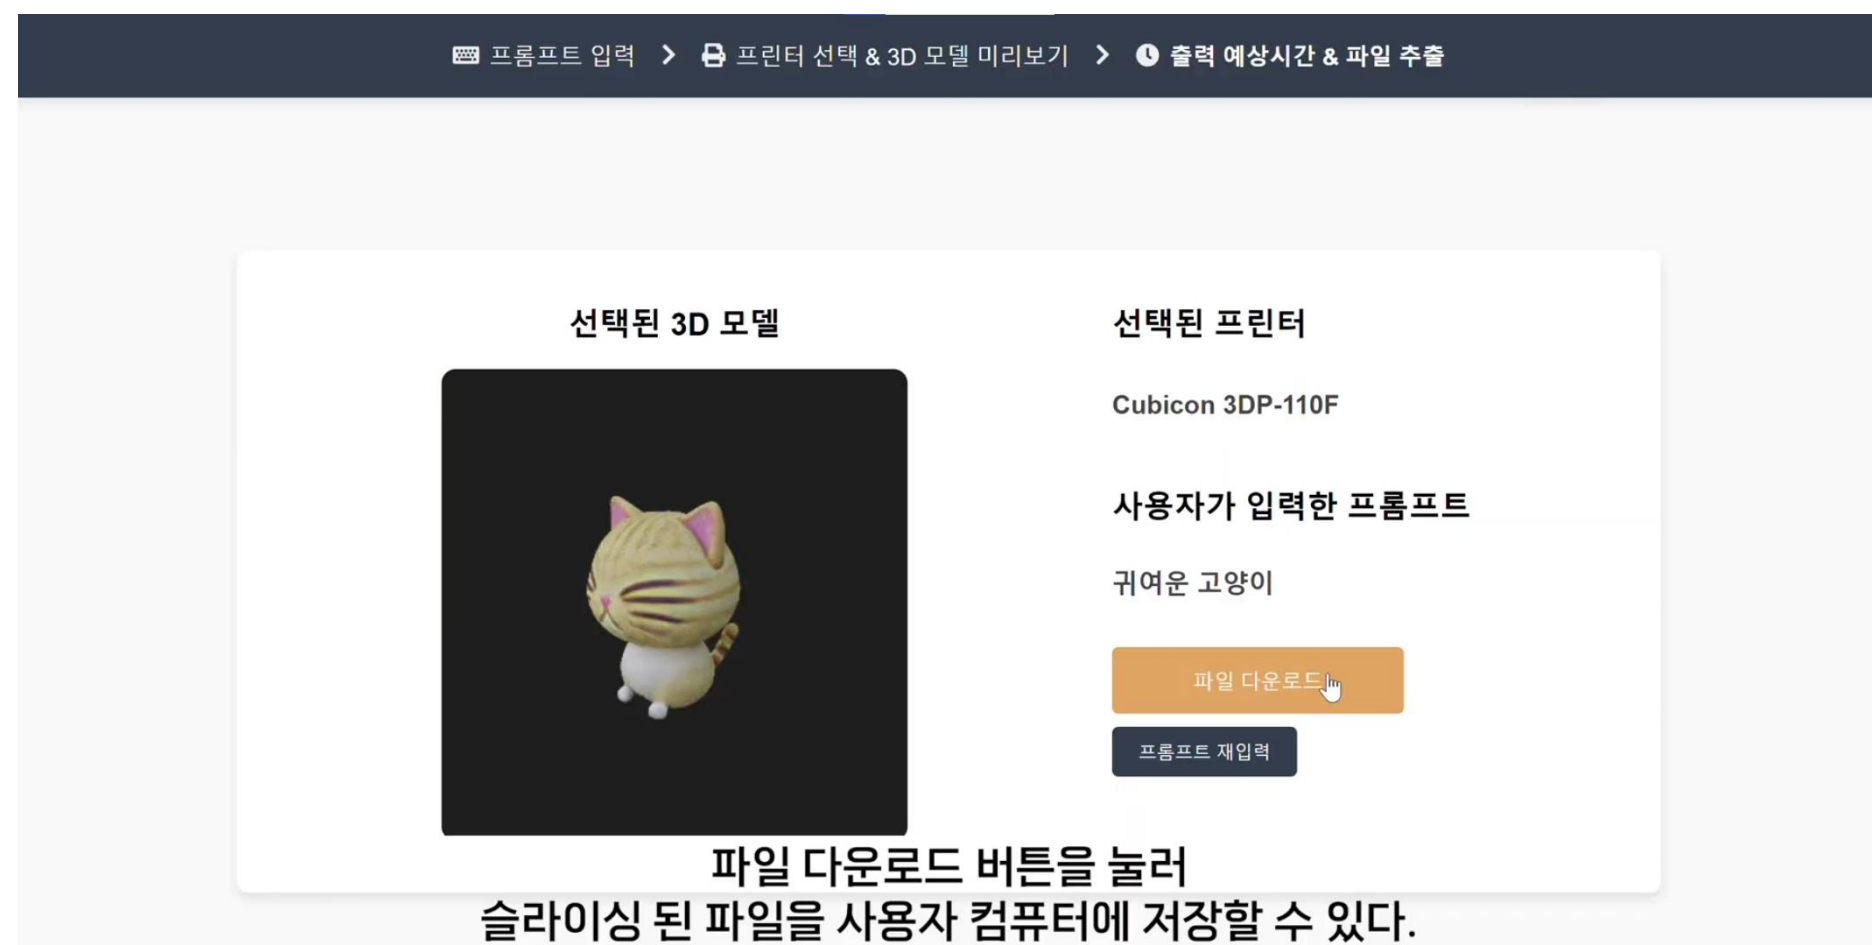 프롬프트 입력 > 프린터 선택 & 3D 모델 미리보기 > 출력 예상시간 & 파일 추출
선택된 3D 모델
선택된 프린터
Cubicon 3DP-110F
사용자가 입력한 프롬프트
귀여운 고양이
파일 다운로드
프롬프트 재입력
파일 다운로드 버튼을 눌러
슬라이싱 된 파일을 사용자 컴퓨터에 저장할 수 있다.